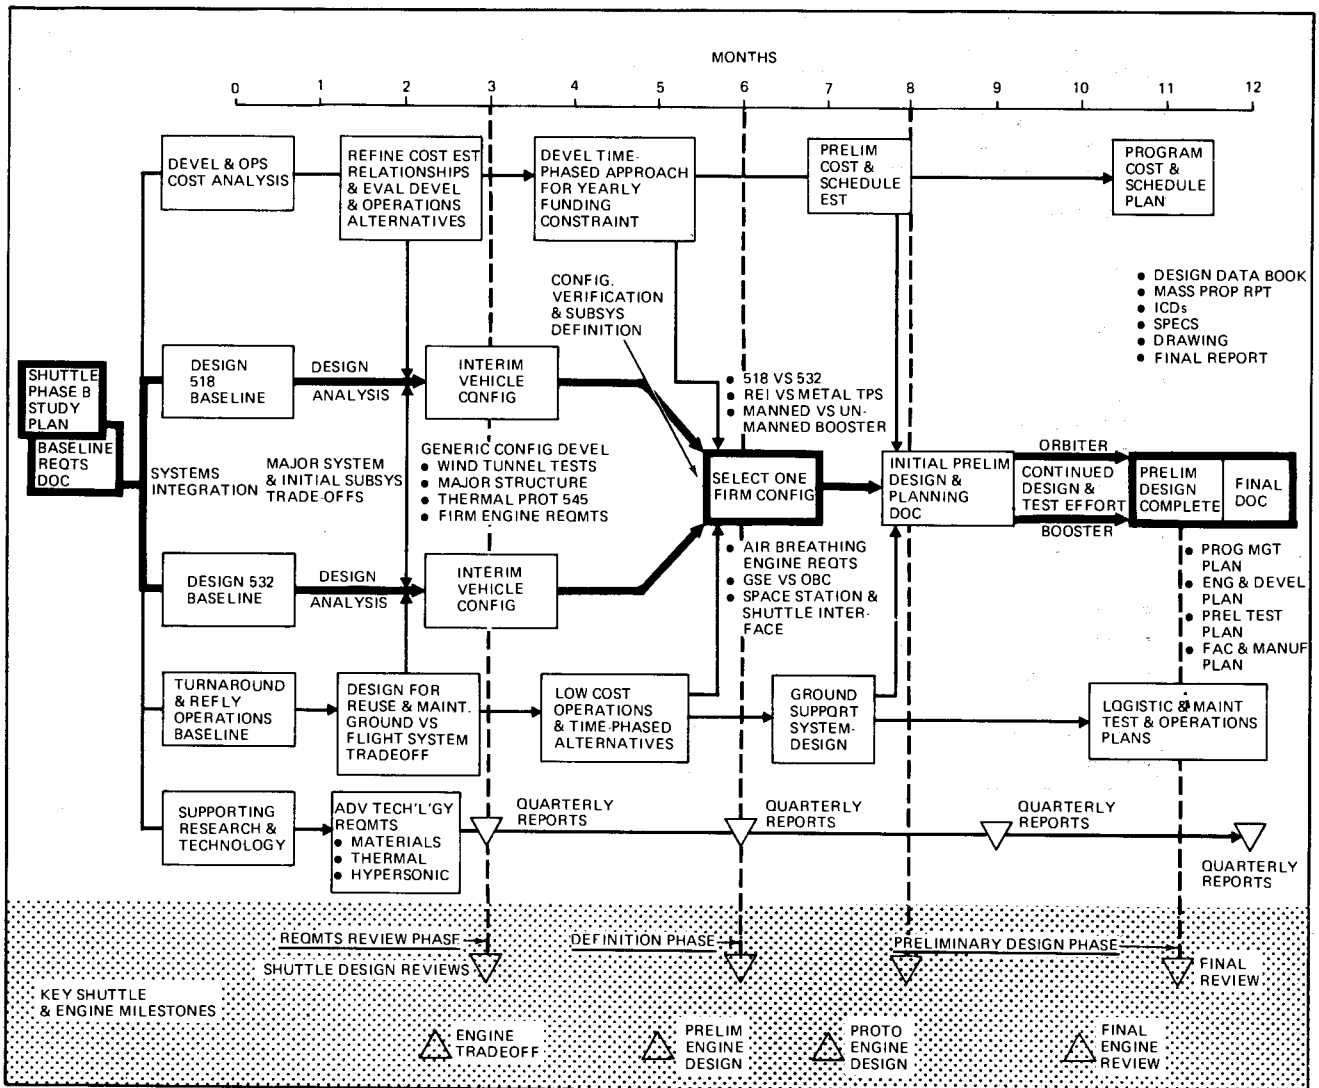 MONTHS
0 1 2 3 4 5 6 7 8 9 10 11 12
DEVEL & OPS
COST ANALYSIS
REFINE COST EST
RELATIONSHIPS
& EVAL DEVEL
& OPERATIONS
ALTERNATIVES
DEVEL TIME-
PHASED APPROACH
FOR YEARLY
FUNDING
CONSTRAINT
PRELIM
COST &
SCHEDULE
EST
PROGRAM
COST &
SCHEDULE
PLAN
CONFIG.
VERIFICATION
& SUBSYS
DEFINITION
• DESIGN DATA BOOK
• MASS PROP RPT
• ICDs
• SPECS
• DRAWING
• FINAL REPORT
SHUTTLE
PHASE B
STUDY
PLAN
BASELINE
REQTS
DOC
SYSTEMS
INTEGRATION
DESIGN
518
BASELINE
DESIGN
ANALYSIS
INTERIM
VEHICLE
CONFIG
MAJOR SYSTEM
& INITIAL SUBSYS
TRADE-OFFS
GENERIC CONFIG DEVEL
• WIND TUNNEL TESTS
• MAJOR STRUCTURE
• THERMAL PROT 545
• FIRM ENGINE REQMTS
• 518 VS 532
• REI VS METAL TPS
• MANNED VS UN-
MANNED BOOSTER
SELECT ONE
FIRM CONFIG
• AIR BREATHING
ENGINE REQTS
• GSE VS OBC
• SPACE STATION &
SHUTTLE INTER-
FACE
INITIAL PRELIM
DESIGN &
PLANNING
DOC
ORBITER
CONTINUED
DESIGN &
TEST EFFORT
BOOSTER
PRELIM
DESIGN
COMPLETE
FINAL
DOC
• PROG MGT
PLAN
• ENG & DEVEL
PLAN
• PREL TEST
PLAN
• FAC & MANUF
PLAN
DESIGN 532
BASELINE
DESIGN
ANALYSIS
INTERIM
VEHICLE
CONFIG
TURNAROUND
& REFLY
OPERATIONS
BASELINE
DESIGN FOR
REUSE & MAINT.
GROUND VS
FLIGHT SYSTEM
TRADEOFF
LOW COST
OPERATIONS
& TIME-PHASED
ALTERNATIVES
GROUND
SUPPORT
SYSTEM-
DESIGN
LOGISTIC & MAINT
TEST & OPERATIONS
PLANS
SUPPORTING
RESEARCH &
TECHNOLOGY
ADV TECH'L'GY
REQMTS
• MATERIALS
• THERMAL
• HYPERSONIC
QUARTERLY
REPORTS
QUARTERLY
REPORTS
QUARTERLY
REPORTS
QUARTERLY
REPORTS
REQMTS REVIEW PHASE
DEFINITION PHASE
PRELIMINARY DESIGN PHASE
SHUTTLE DESIGN REVIEWS
FINAL
REVIEW
KEY SHUTTLE
& ENGINE MILESTONES
ENGINE
TRADEOFF
PRELIM
ENGINE
DESIGN
PROTO
ENGINE
DESIGN
FINAL
ENGINE
REVIEW